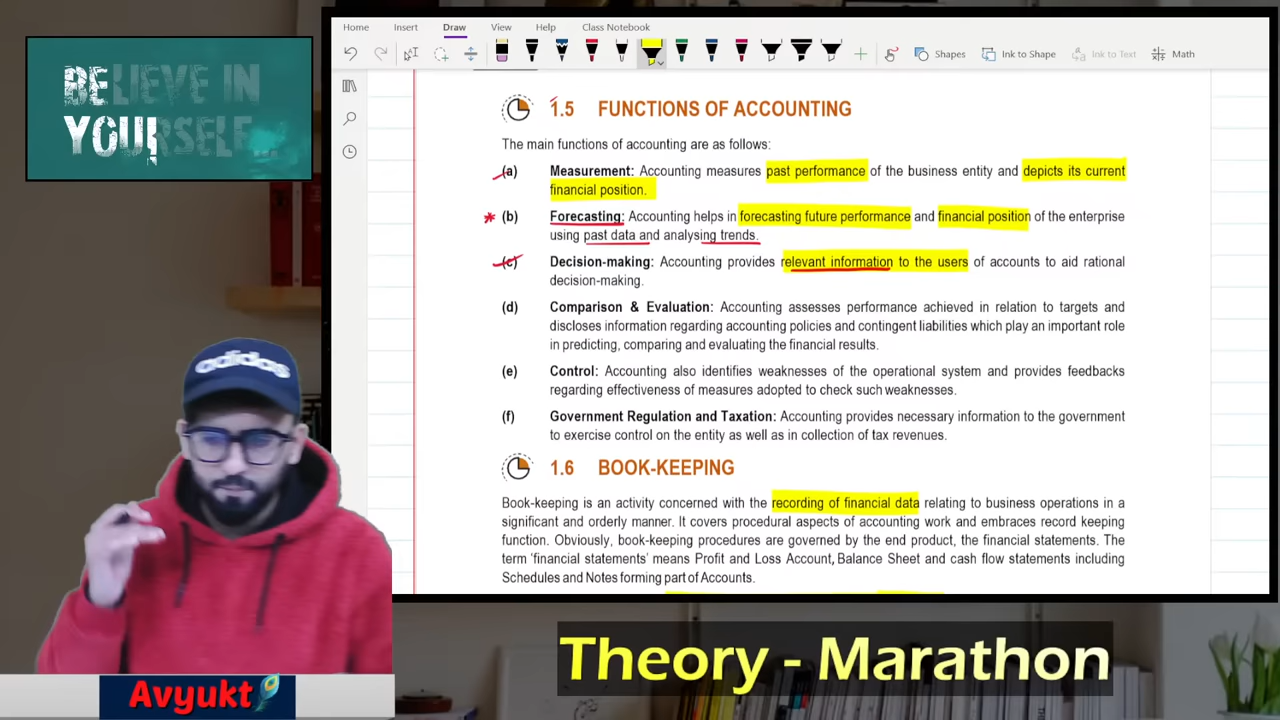 BELIEVE IN
YOURSELF...
Home Insert Draw View Help Class Notebook
Shapes Ink to Shape Ink to Text Math
1.5 FUNCTIONS OF ACCOUNTING
The main functions of accounting are as follows:
(a) Measurement: Accounting measures past performance of the business entity and depicts its current
financial position.
(b) Forecasting: Accounting helps in forecasting future performance and financial position of the enterprise
using past data and analysing trends.
(c) Decision-making: Accounting provides relevant information to the users of accounts to aid rational
decision-making.
(d) Comparison & Evaluation: Accounting assesses performance achieved in relation to targets and
discloses information regarding accounting policies and contingent liabilities which play an important role
in predicting, comparing and evaluating the financial results.
(e) Control: Accounting also identifies weaknesses of the operational system and provides feedbacks
regarding effectiveness of measures adopted to check such weaknesses.
(f) Government Regulation and Taxation: Accounting provides necessary information to the government
to exercise control on the entity as well as in collection of tax revenues.
1.6 BOOK-KEEPING
Book-keeping is an activity concerned with the recording of financial data relating to business operations in a
significant and orderly manner. It covers procedural aspects of accounting work and embraces record keeping
function. Obviously, book-keeping procedures are governed by the end product, the financial statements. The
term 'financial statements' means Profit and Loss Account, Balance Sheet and cash flow statements including
Schedules and Notes forming part of Accounts.
adidas
Avyukt
Theory - Marathon